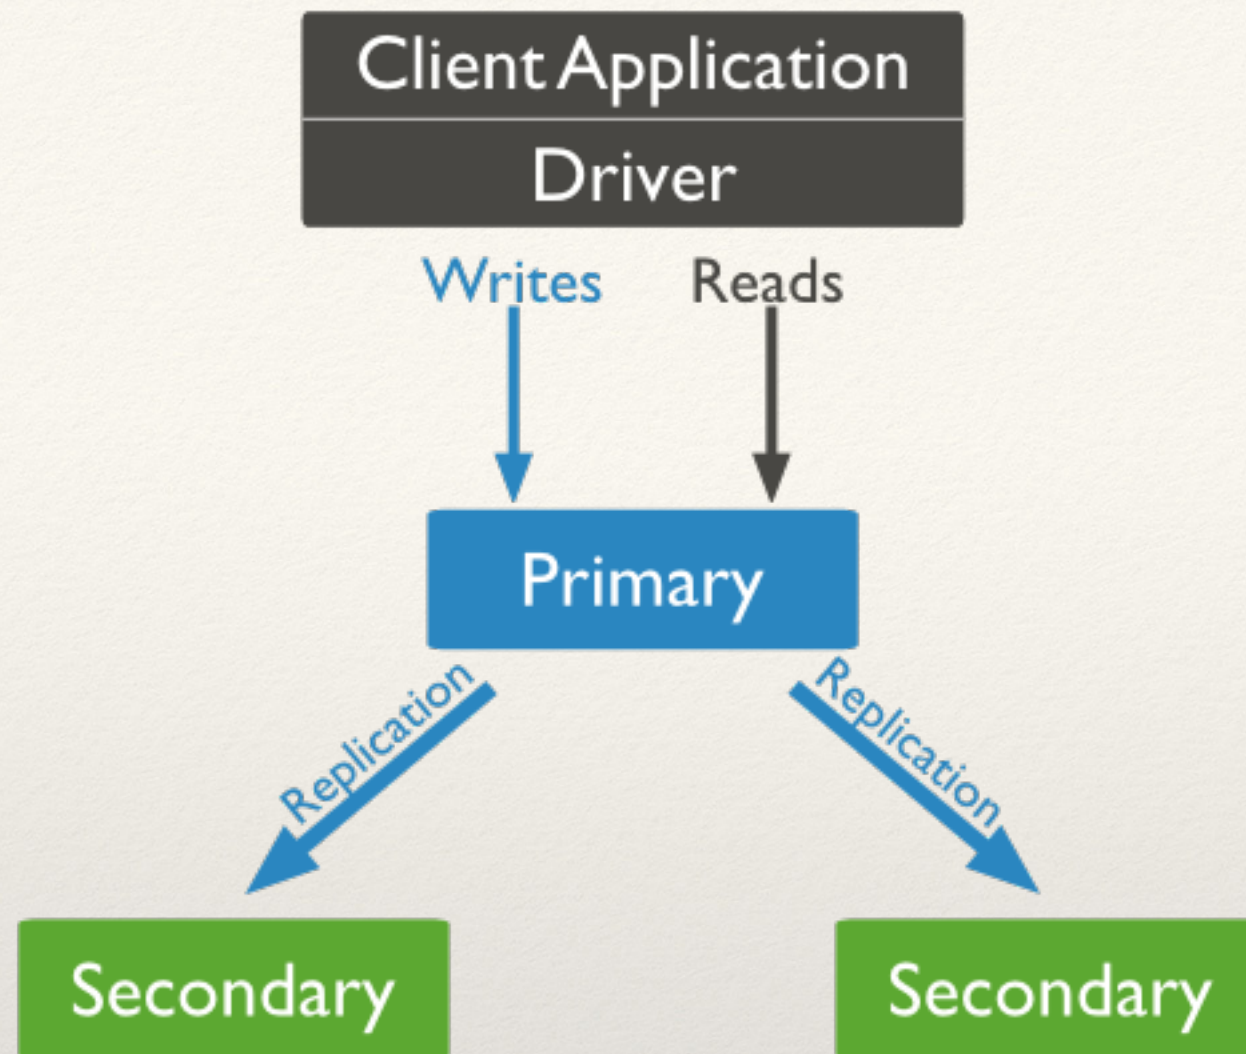 Client Application
Driver
Writes Reads
Primary
Replication Replication
Secondary Secondary